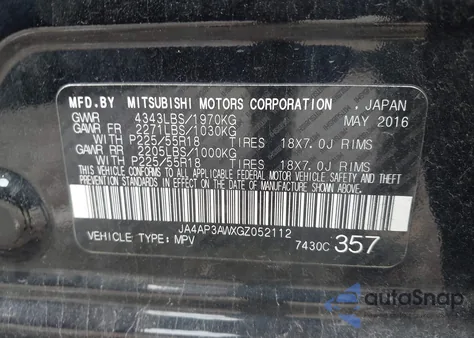 MFD. BY MITSUBISHI MOTORS CORPORATION , JAPAN
GVWR 4343LBS/1970KG MAY 2016
GAWR FR 2271LBS/1030KG
WITH P225/55R18 TIRES 18X7.0J RIMS
GAWR RR 2205LBS/1000KG
WITH P225/55R18 TIRES 18X7.0J RIMS
THIS VEHICLE CONFORMS TO ALL APPLICABLE FEDERAL MOTOR VEHICLE
SAFETY AND THEFT PREVENTION STANDARDS IN EFFECT ON THE DATE OF
MANUFACTURE SHOWN ABOVE.
JA4AP3AWXGZ052112
VEHICLE TYPE: MPV 7430C 357
autoSnap